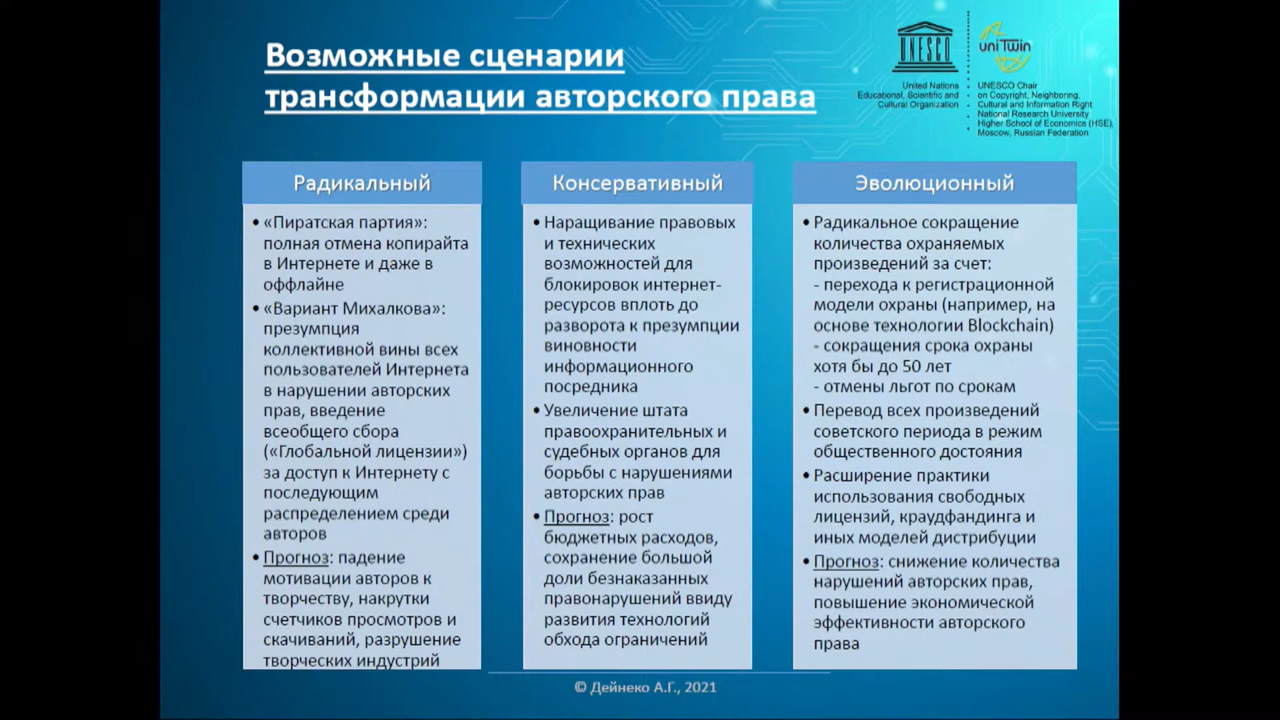 Возможные сценарии
трансформации авторского права
UNESCO
uniTwin
United Nations
Educational, Scientific and
Cultural Organization
UNESCO Chair
on Copyright, Neighboring,
Cultural and Information Right
National Research University
Higher School of Economics (HSE),
Moscow, Russian Federation
Радикальный
• «Пиратская партия»:
полная отмена копирайта
в Интернете и даже в
оффлайне
• «Вариант Михалкова»:
презумпция
коллективной вины всех
пользователей Интернета
в нарушении авторских
прав, введение
всеобщего сбора
(«Глобальной лицензии»)
за доступ к Интернету с
последующим
распределением среди
авторов
• Прогноз: падение
мотивации авторов к
творчеству, накрутки
счетчиков просмотров и
скачиваний, разрушение
творческих индустрий
Консервативный
• Наращивание правовых
и технических
возможностей для
блокировок интернет-
ресурсов вплоть до
разворота к презумпции
виновности
информационного
посредника
• Увеличение штата
правоохранительных и
судебных органов для
борьбы с нарушениями
авторских прав
• Прогноз: рост
бюджетных расходов,
сохранение большой
доли безнаказанных
правонарушений ввиду
развития технологий
обхода ограничений
Эволюционный
• Радикальное сокращение
количества охраняемых
произведений за счет:
- перехода к регистрационной
модели охраны (например, на
основе технологии Blockchain)
- сокращения срока охраны
хотя бы до 50 лет
- отмены льгот по срокам
• Перевод всех произведений
советского периода в режим
общественного достояния
• Расширение практики
использования свободных
лицензий, краудфандинга и
иных моделей дистрибуции
• Прогноз: снижение количества
нарушений авторских прав,
повышение экономической
эффективности авторского
права
© Дейнеко А.Г., 2021